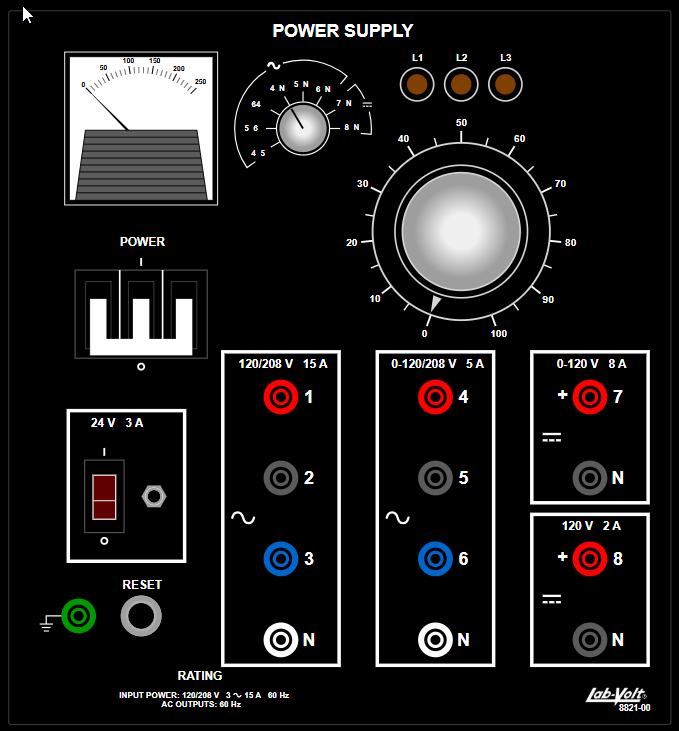 POWER SUPPLY
L1 L2 L3
0 50 100 150 200 250
4 5 5 6 64 4 N 5 N 6 N 7 N 8 N
0 10 20 30 40 50 60 70 80 90 100
POWER
I
O
120/208 V 15 A
1
2
3
N
0-120/208 V 5 A
4
5
6
N
0-120 V 8 A
+ 7
N
120 V 2 A
+ 8
N
24 V 3 A
I
O
RESET
RATING
INPUT POWER: 120/208 V 3 ~ 15 A 60 Hz
AC OUTPUTS: 60 Hz
Lab-Volt®
8821-00